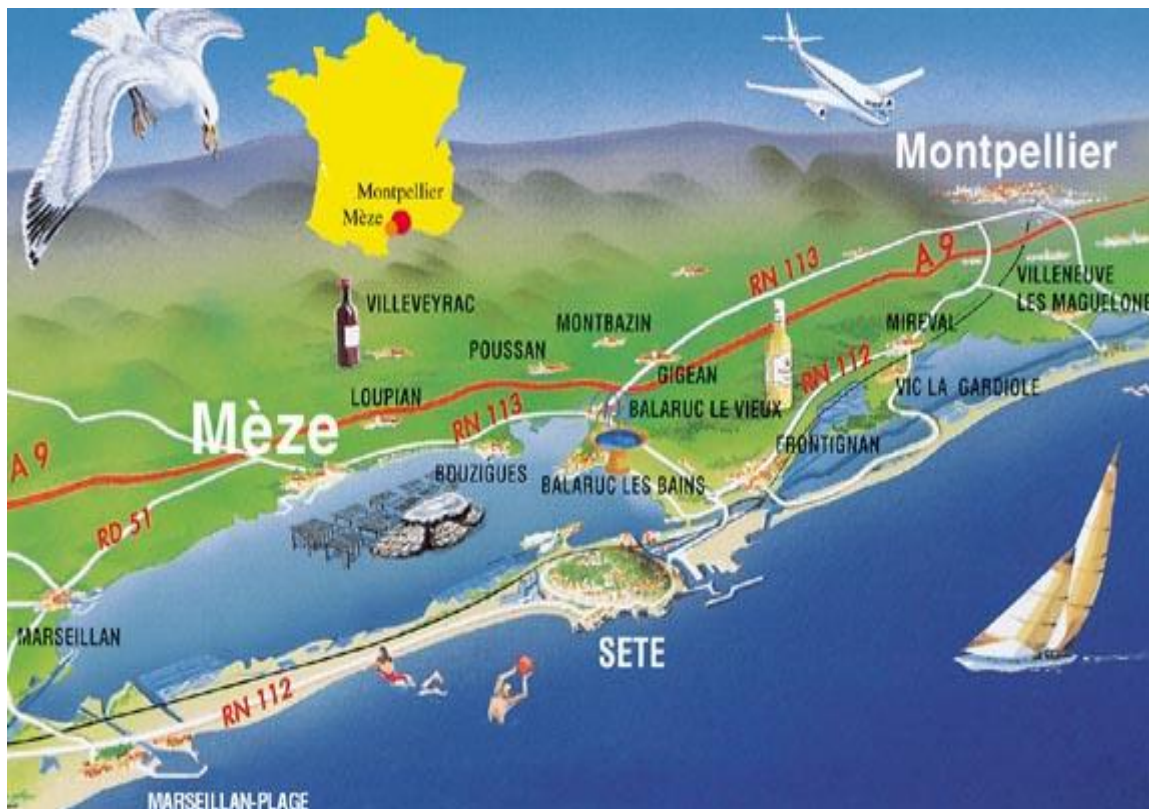 Montpellier
Mèze
Montpellier
RN 113
A 9
VILLENEUVE
LES MAGUELONE
VILLEVEYRAC
MONTBAZIN
MIREVAL
POUSSAN
GIGEAN
RN 112
VIC LA GARDIOLE
LOUPIAN
Mèze
RN 113
BALARUC LE VIEUX
FRONTIGNAN
A 9
BOUZIGUES
BALARUC LES BAINS
RD 51
MARSEILLAN
SETE
RN 112
MARSEILLAN-PLAGE